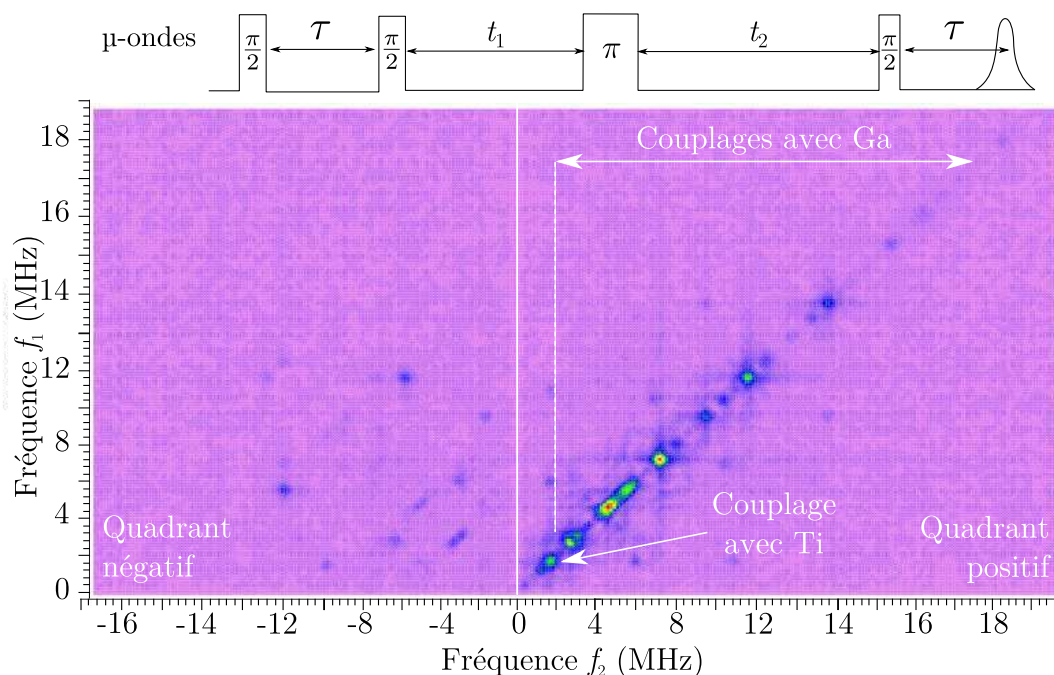 µ-ondes
π/2 τ π/2 t₁ π t₂ π/2 τ
Couplages avec Ga
18
16
14
12
8
4
0
Fréquence f₁ (MHz)
Couplage
avec Ti
Quadrant
négatif
Quadrant
positif
-16 -14 -12 -8 -4 0 4 8 12 16 18
Fréquence f₂ (MHz)